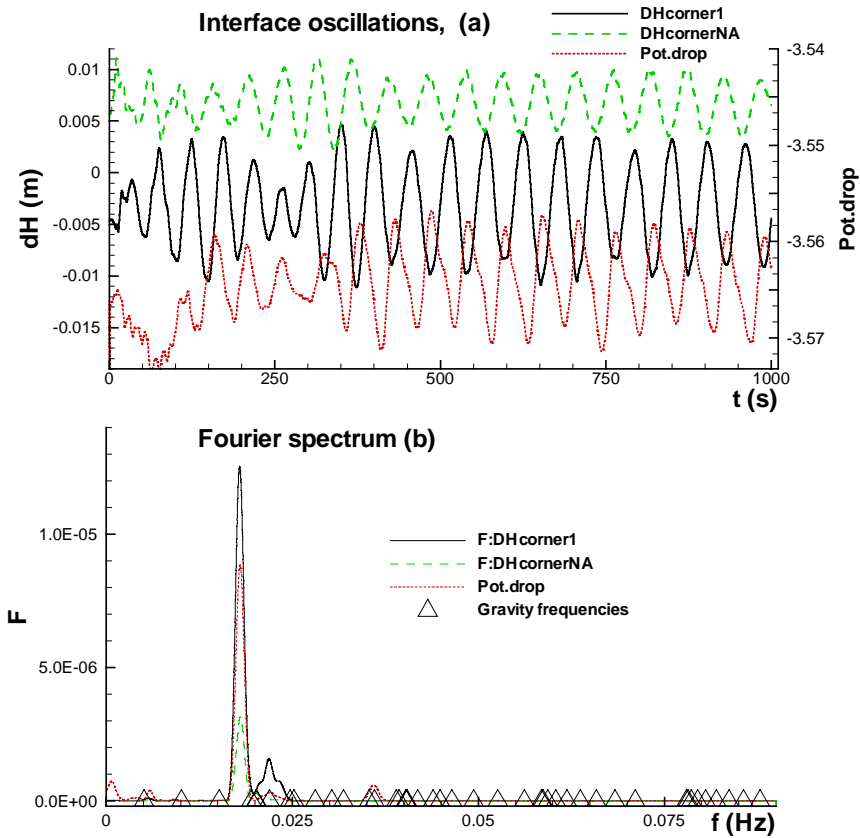 Interface oscillations, (a)
DHcorner1
DHcornerNA
Pot.drop
0.01
0.005
0
-0.005
-0.01
-0.015
dH (m)
-3.54
-3.55
-3.56
-3.57
Pot.drop
0 250 500 750 1000
t (s)
Fourier spectrum (b)
F:DHcorner1
F:DHcornerNA
Pot.drop
Gravity frequencies
1.0E-05
5.0E-06
0.0E+00
F
0 0.025 0.05 0.075
f (Hz)